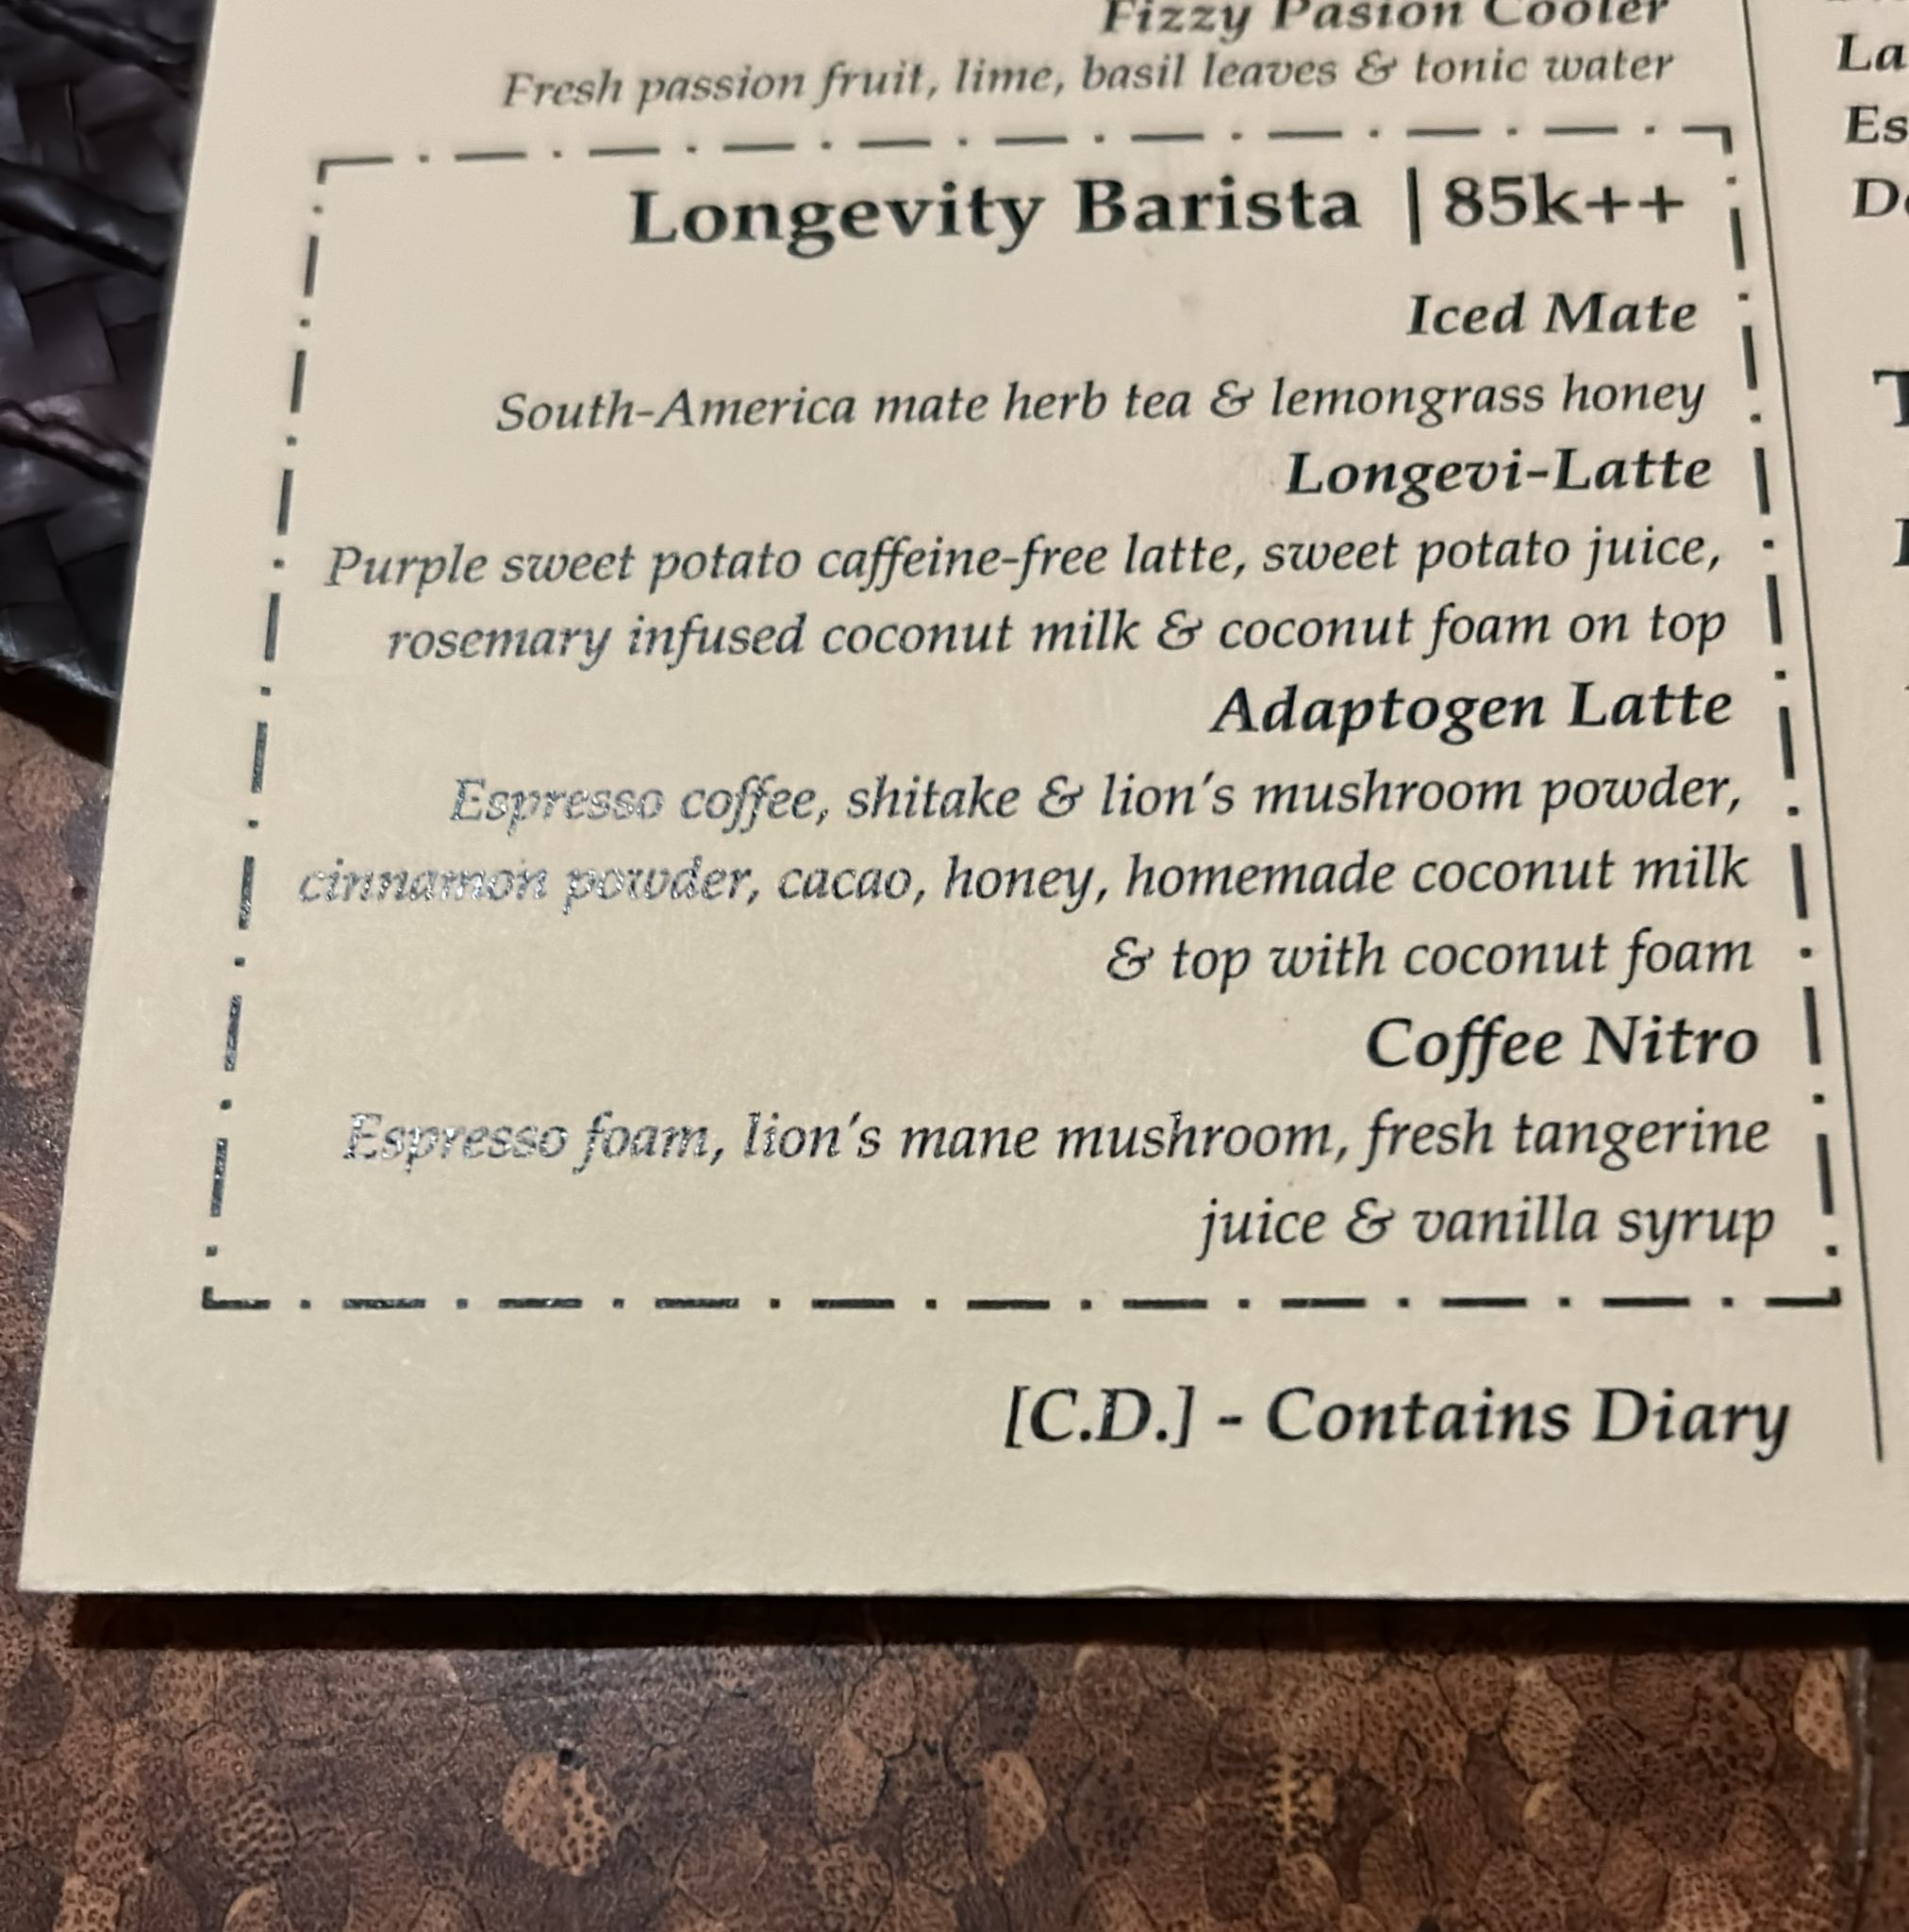 Fizzy Pasion Cooler
Fresh passion fruit, lime, basil leaves & tonic water
Longevity Barista | 85k++
Iced Mate
South-America mate herb tea & lemongrass honey
Longevi-Latte
Purple sweet potato caffeine-free latte, sweet potato juice,
rosemary infused coconut milk & coconut foam on top
Adaptogen Latte
Espresso coffee, shitake & lion's mushroom powder,
cinnamon powder, cacao, honey, homemade coconut milk
& top with coconut foam
Coffee Nitro
Espresso foam, lion's mane mushroom, fresh tangerine
juice & vanilla syrup
[C.D.] - Contains Diary